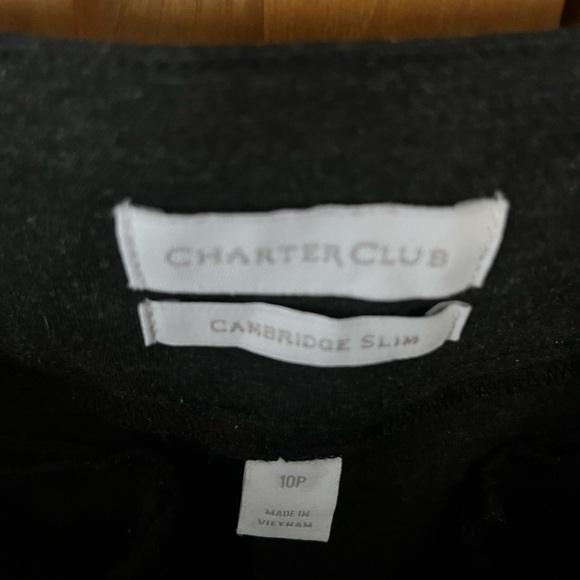 CHARTER CLUB
CAMBRIDGE SLIM
10P
MADE IN
VIETNAM